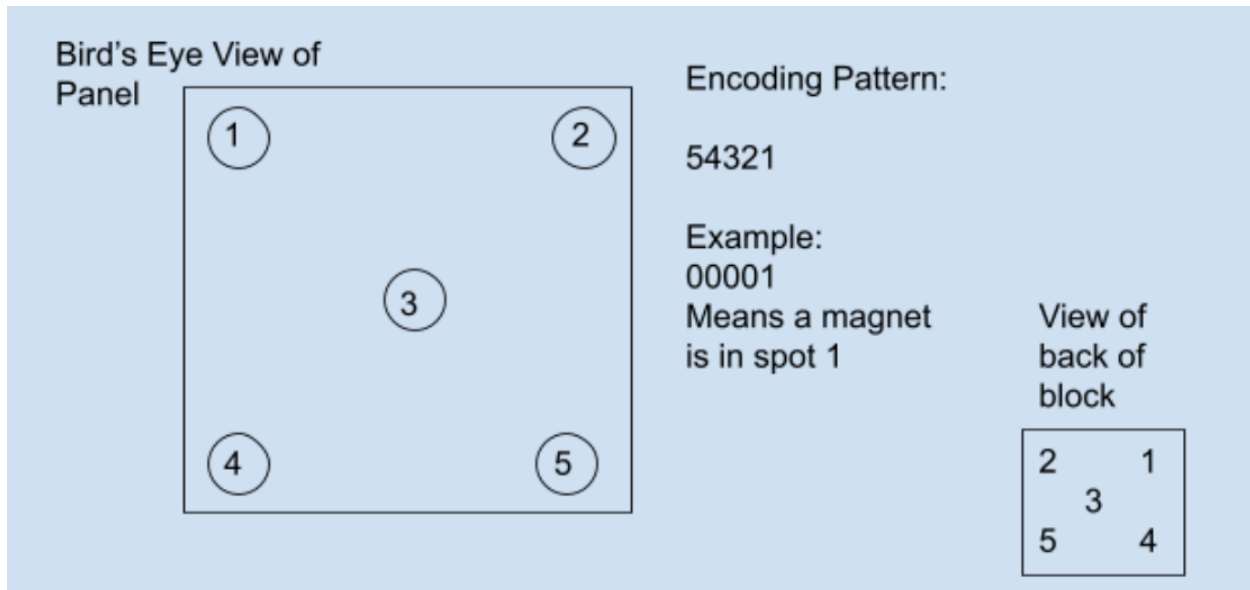 Bird's Eye View of
Panel
1
2
3
4
5
Encoding Pattern:
54321
Example:
00001
Means a magnet
is in spot 1
View of
back of
block
2 1
3
5 4